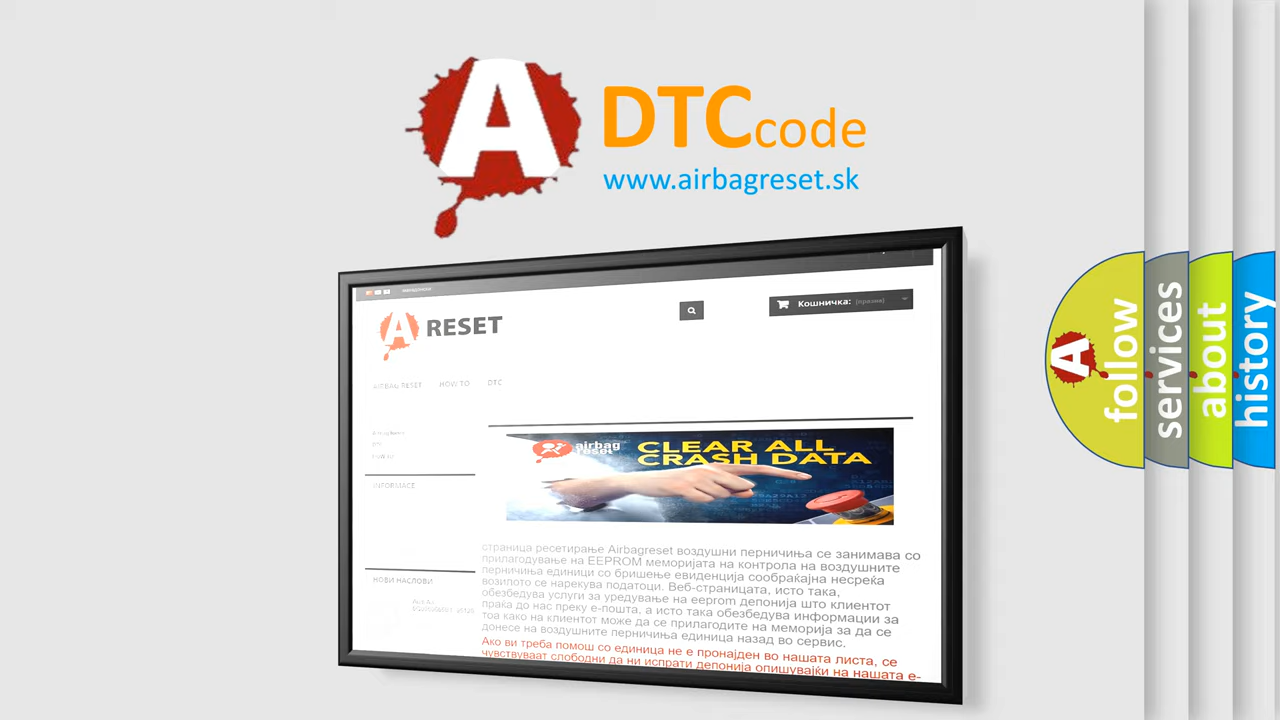 A
DTC code
www.airbagreset.sk
A RESET
Кошничка: (празна)
AIRBAG RESET HOW TO DTC
airbag
reset
CLEAR ALL
CRASH DATA
INFORMACE
страница ресетирање Airbagreset воздушни перничиња се занимава со
прилагодување на EEPROM меморијата на контрола на воздушните
перничиња единици со бришење евиденција сообраќајна несреќа
возилото се нарекува податоци. Веб-страницата, исто така,
обезбедува услуги за уредување на eeprom депонија што клиентот
праќа до нас преку е-пошта, а исто така обезбедува информации за
тоа како на клиентот може да се прилагодите на меморија за да се
донесе на воздушните перничиња единица назад во сервис.
Ако ви треба помош со единица не е пронајден во нашата листа, се
чувствуваат слободни да ни испрати депонија опишувајќи на нашата е-
НОВИ НАСЛОВИ
A
follow
services
about
history